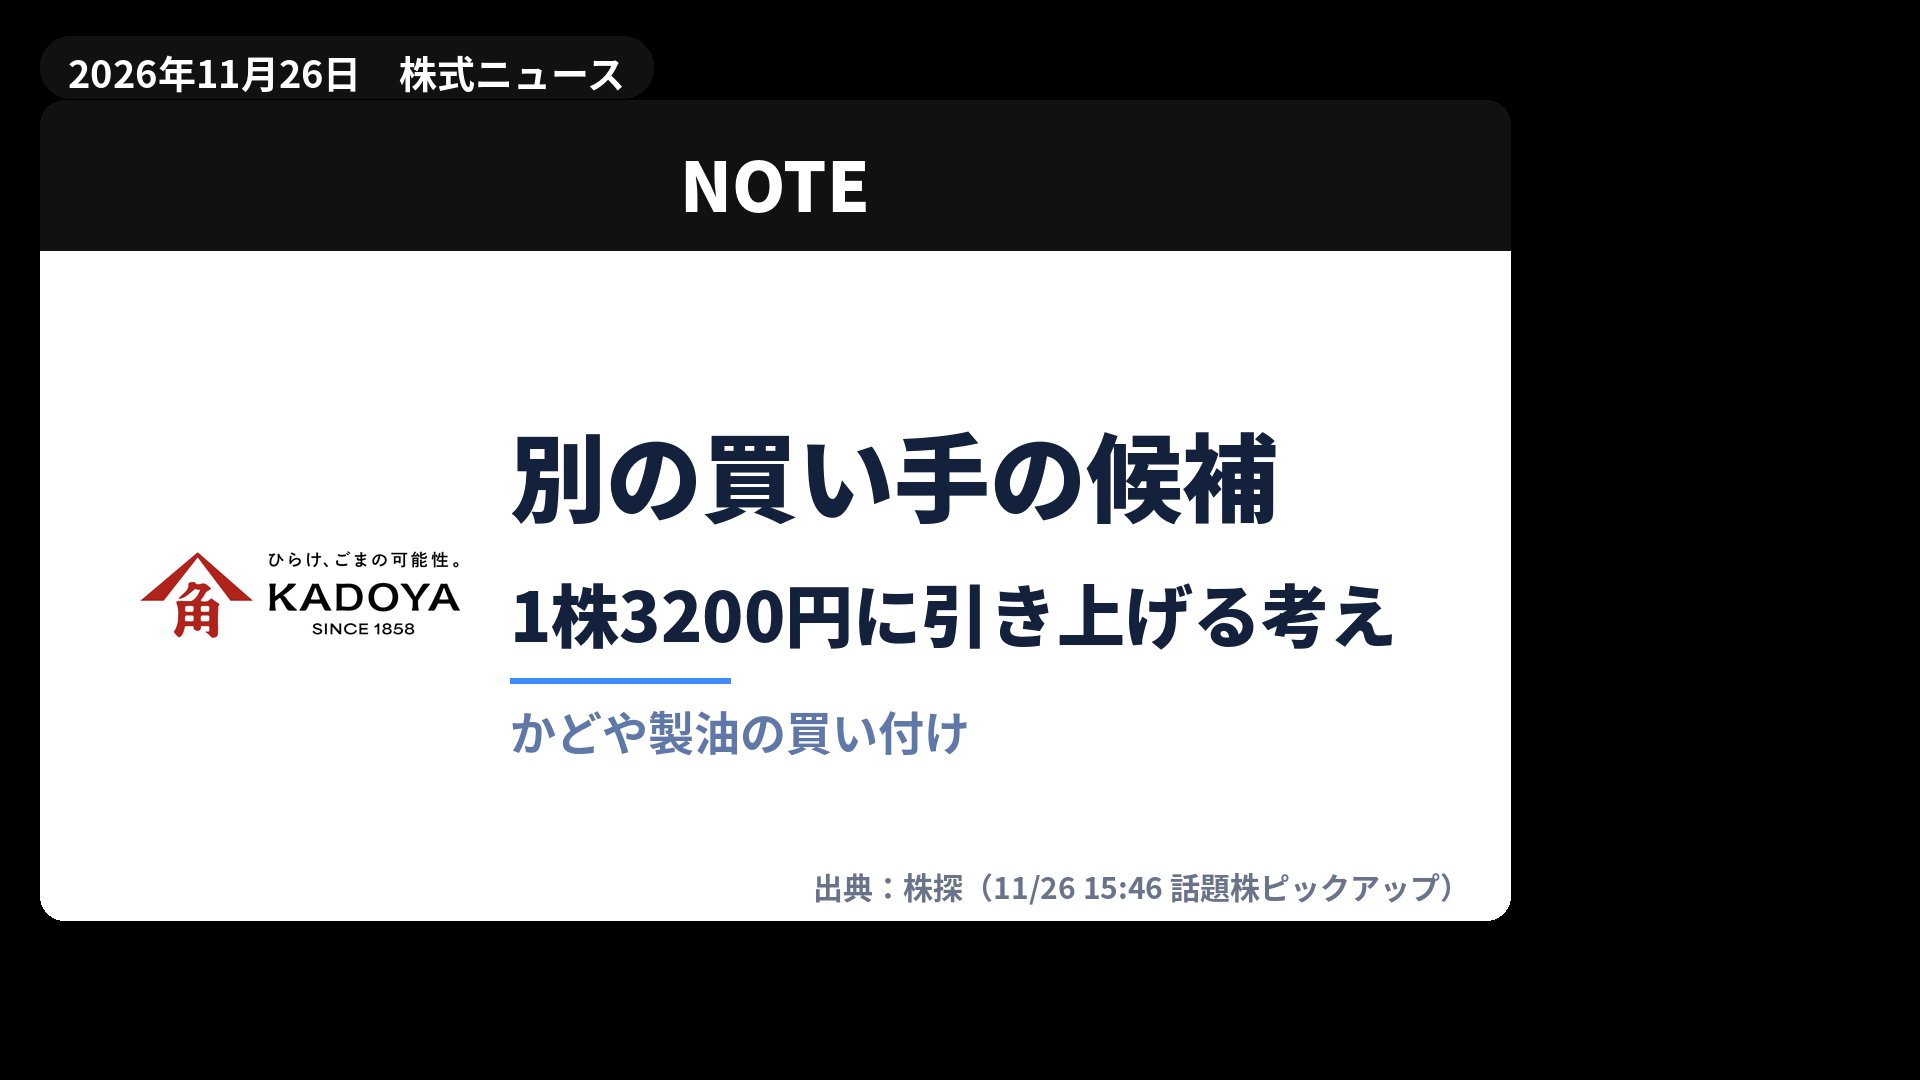 2026年11月26日　株式ニュース
NOTE
別の買い手の候補
1株3200円に引き上げる考え
かどや製油の買い付け
角
ひらけ、ごまの可能性。
KADOYA
SINCE 1858
出典：株探（11/26 15:46 話題株ピックアップ）